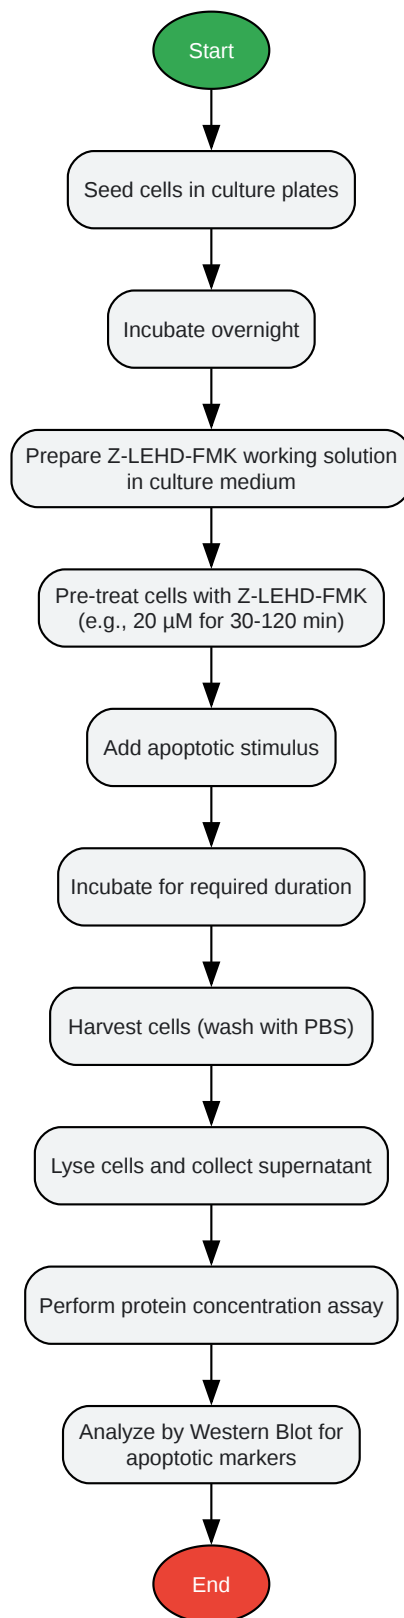 Start
Seed cells in culture plates
Incubate overnight
Prepare Z-LEHD-FMK working solution
in culture medium
Pre-treat cells with Z-LEHD-FMK
(e.g., 20 µM for 30-120 min)
Add apoptotic stimulus
Incubate for required duration
Harvest cells (wash with PBS)
Lyse cells and collect supernatant
Perform protein concentration assay
Analyze by Western Blot for
apoptotic markers
End